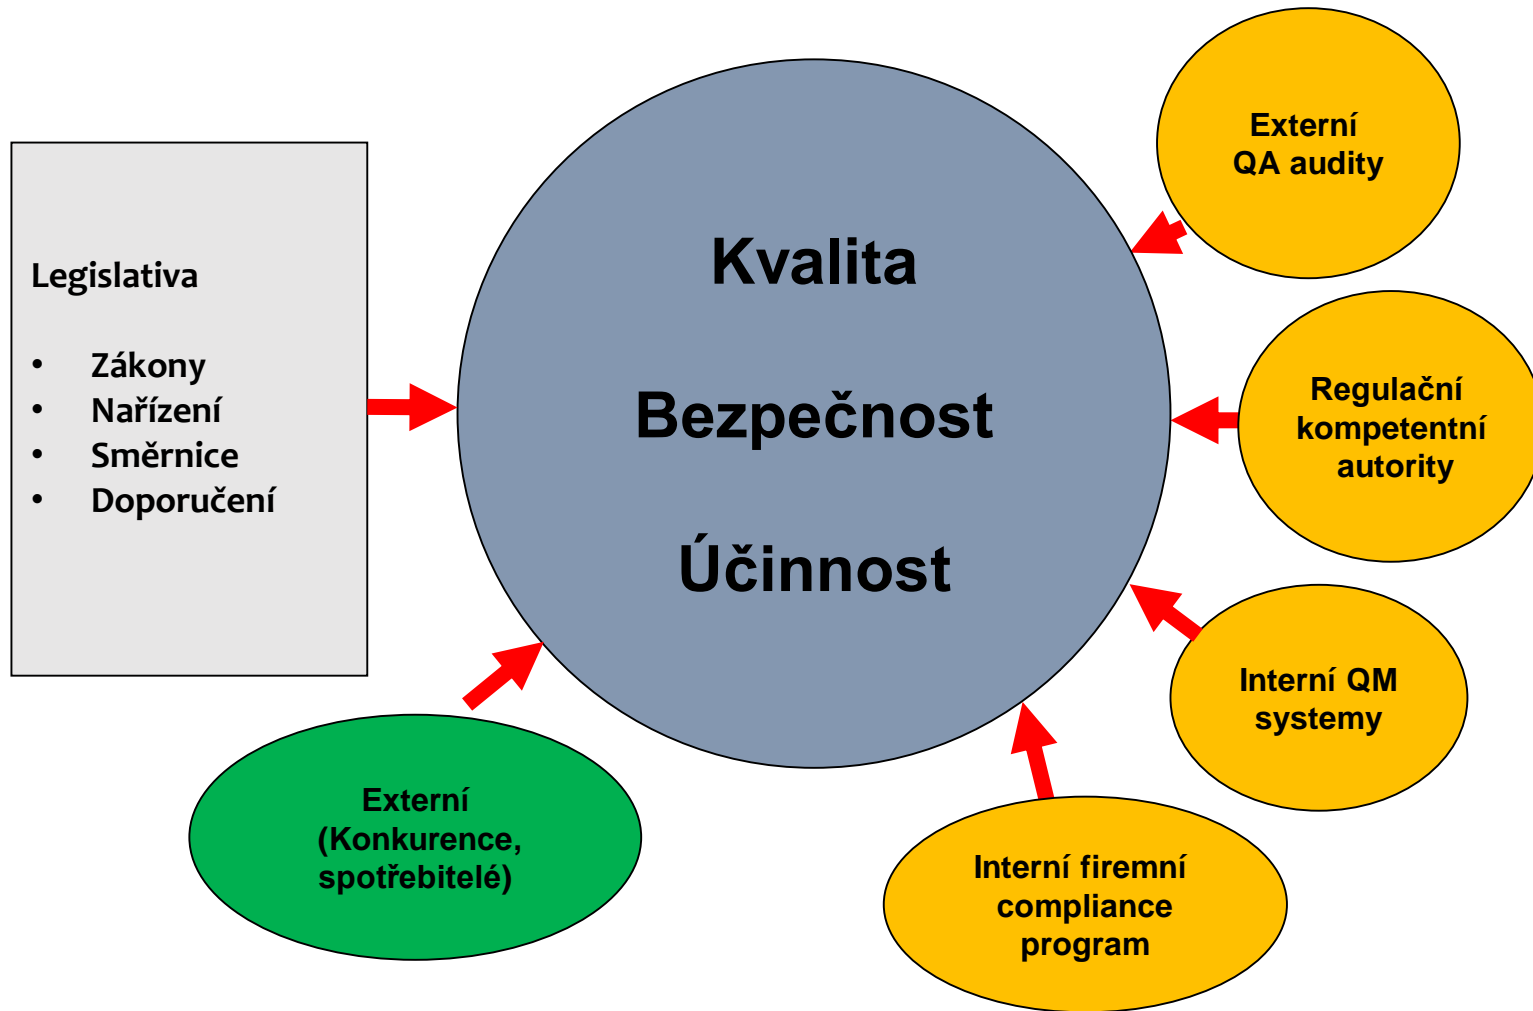 Legislativa
• Zákony
• Nařízení
• Směrnice
• Doporučení
Kvalita
Bezpečnost
Účinnost
Externí
QA audity
Regulační
kompetentní
autority
Interní QM
systemy
Interní firemní
compliance
program
Externí
(Konkurence,
spotřebitelé)